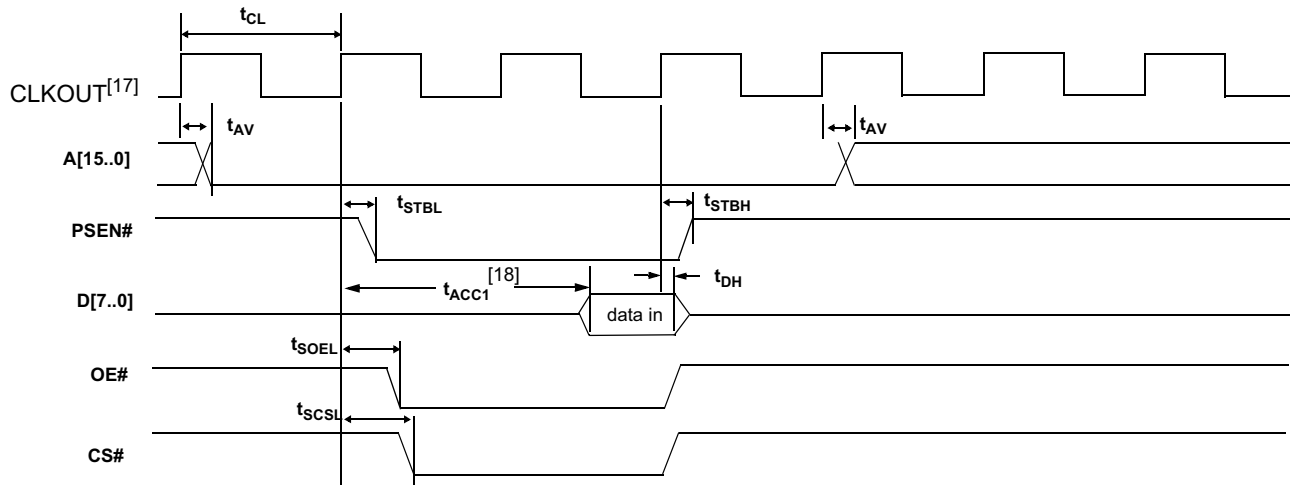 tCL
CLKOUT[17]
tAV
tAV
A[15..0]
tSTBL
tSTBH
PSEN#
[18]
tACC1
tDH
D[7..0]
data in
tSOEL
OE#
tSCSL
CS#